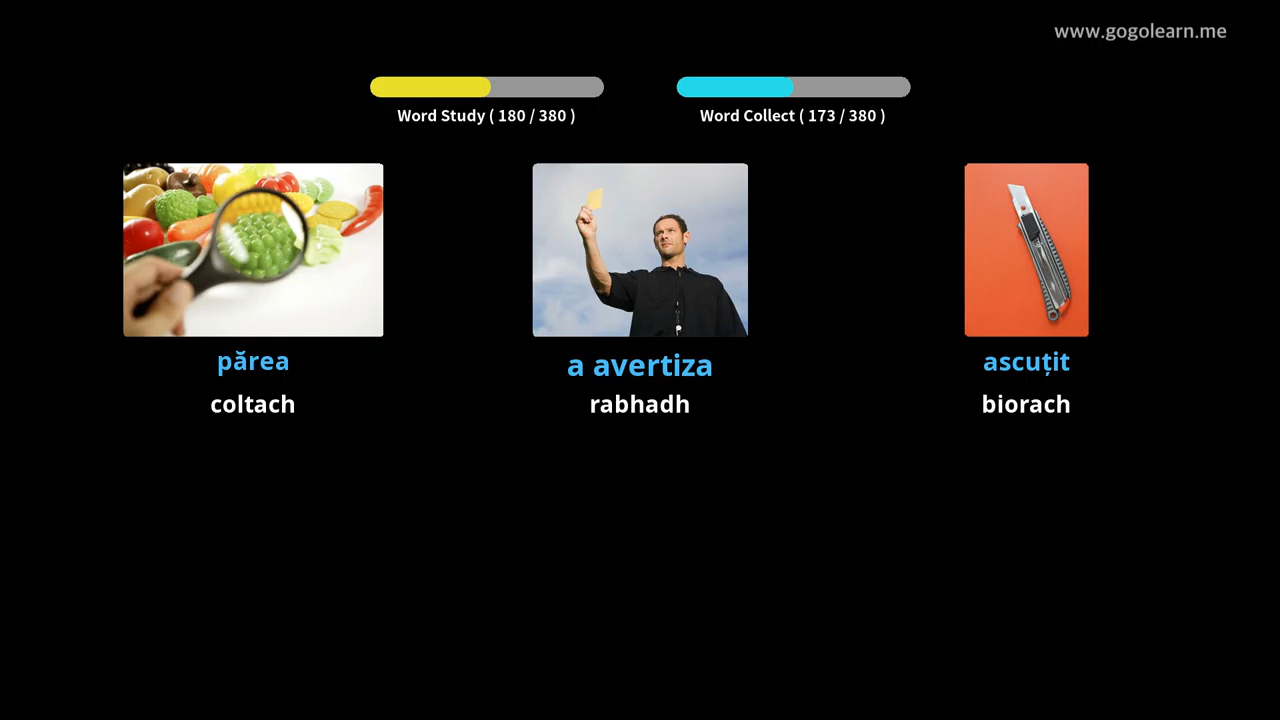 www.gogolearn.me
Word Study ( 180 / 380 )
Word Collect ( 173 / 380 )
părea
a avertiza
ascuțit
coltach
rabhadh
biorach